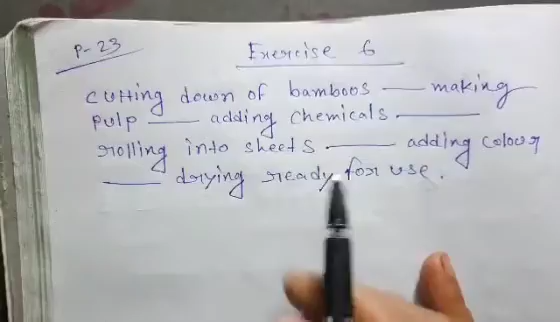 P-23
Exercise 6
cutting down of bamboos — making
pulp — adding chemicals —
rolling into sheets — adding colour
— drying ready for use.